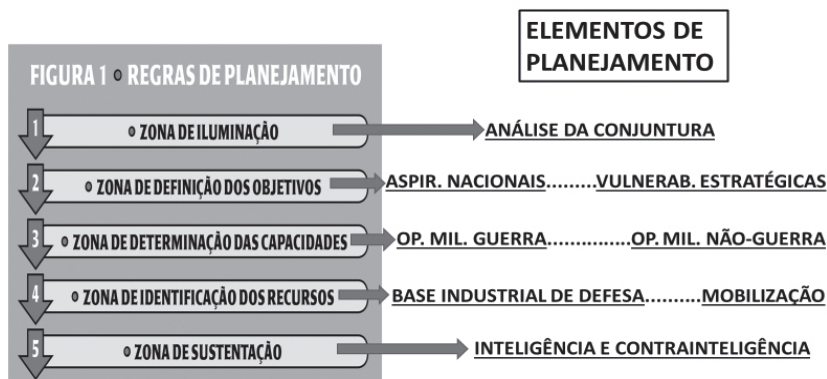 ELEMENTOS DE
PLANEJAMENTO
FIGURA 1 • REGRAS DE PLANEJAMENTO
1 • ZONA DE ILUMINAÇÃO ANÁLISE DA CONJUNTURA
2 • ZONA DE DEFINIÇÃO DOS OBJETIVOS ASPIR. NACIONAIS.........VULNERAB. ESTRATÉGICAS
3 • ZONA DE DETERMINAÇÃO DAS CAPACIDADES OP. MIL. GUERRA................OP. MIL. NÃO-GUERRA
4 • ZONA DE IDENTIFICAÇÃO DOS RECURSOS BASE INDUSTRIAL DE DEFESA..........MOBILIZAÇÃO
5 • ZONA DE SUSTENTAÇÃO INTELIGÊNCIA E CONTRAINTELIGÊNCIA